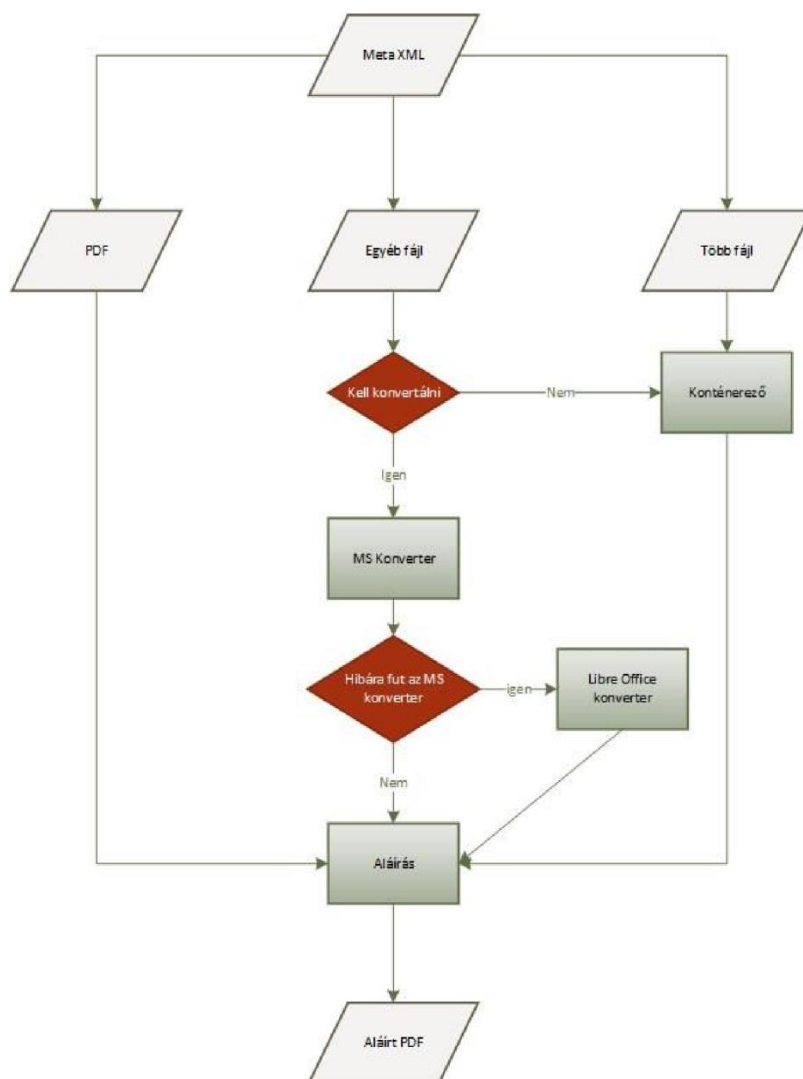 Meta XML
PDF
Egyéb fájl
Több fájl
Kell konvertálni
Nem
Konténerező
Igen
MS Konverter
Hibára fut az MS
konverter
igen
Libre Office
konverter
Nem
Aláírás
Aláírt PDF